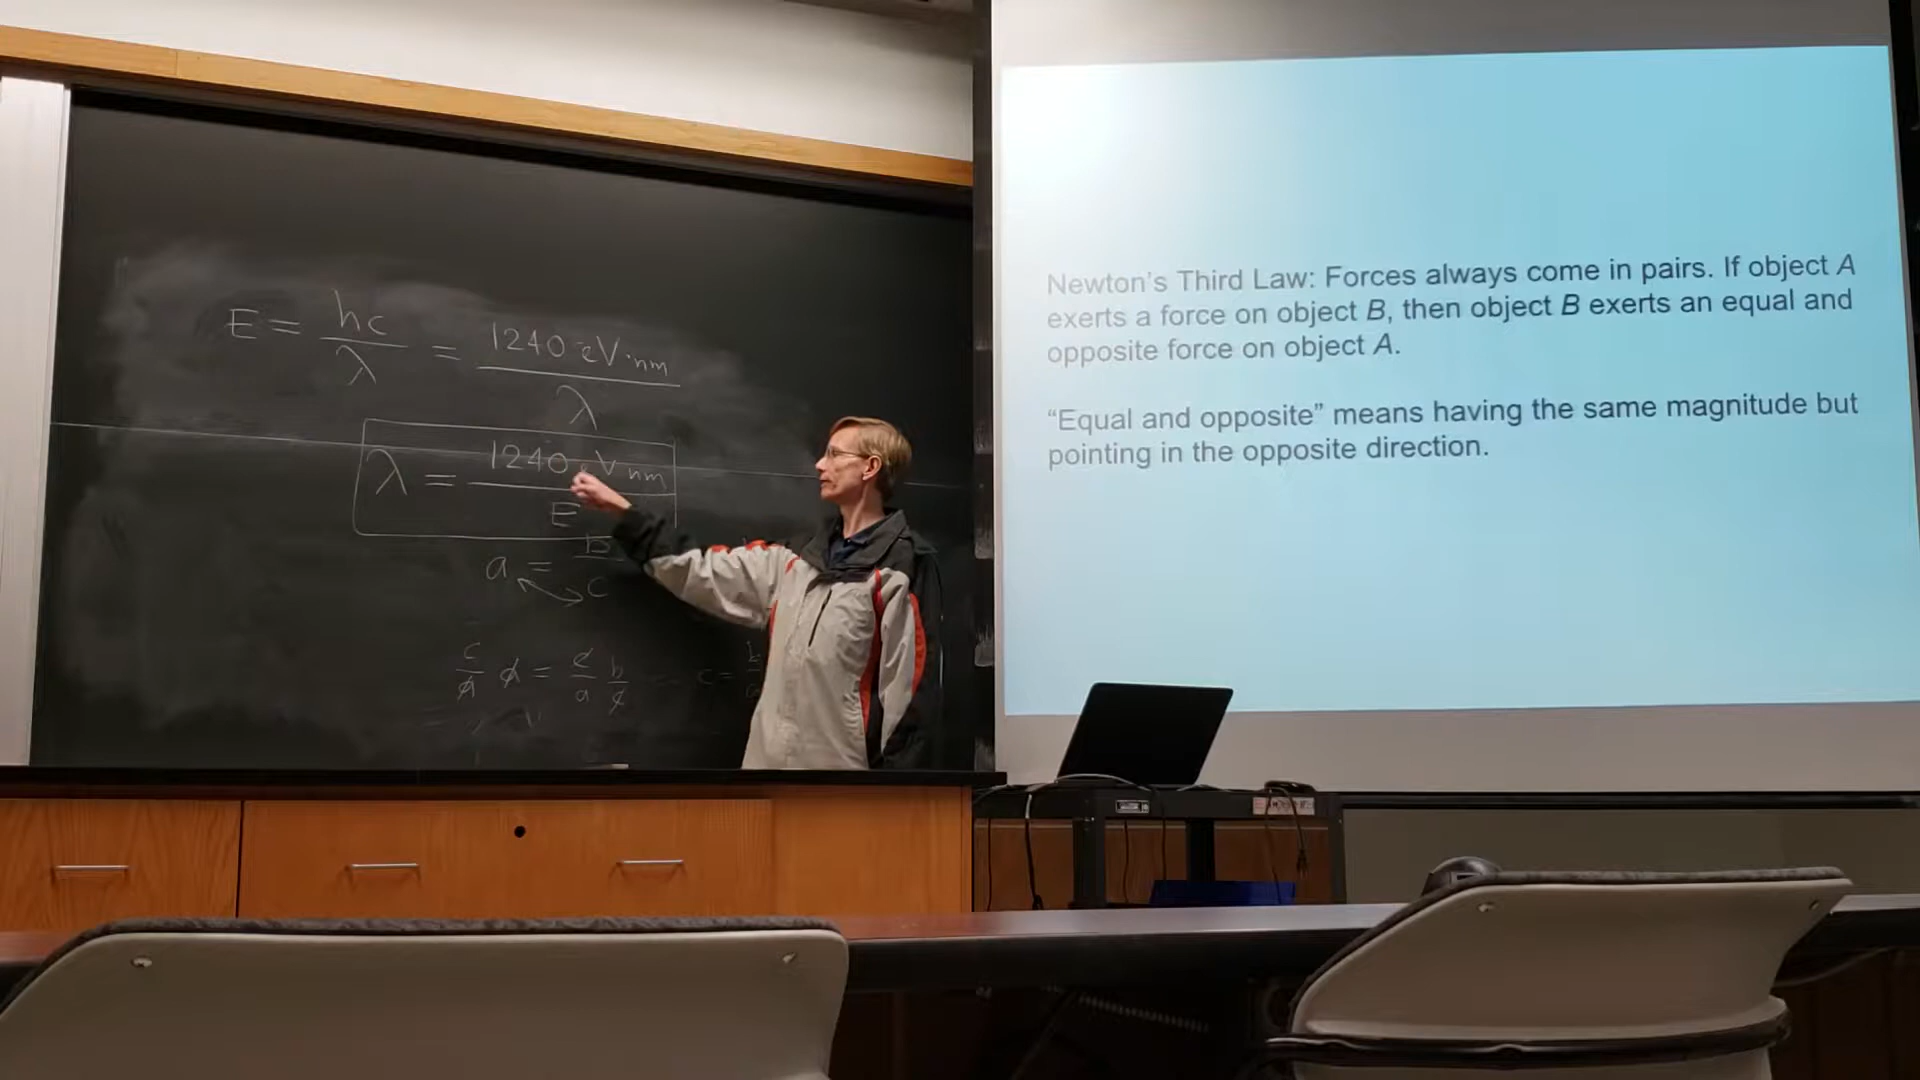 E = hc/λ = 1240 eV·nm/λ
λ = 1240 eV nm/E
a = b/c
c/a a = c/a b/c c =
Newton's Third Law: Forces always come in pairs. If object A
exerts a force on object B, then object B exerts an equal and
opposite force on object A.
“Equal and opposite” means having the same magnitude but
pointing in the opposite direction.